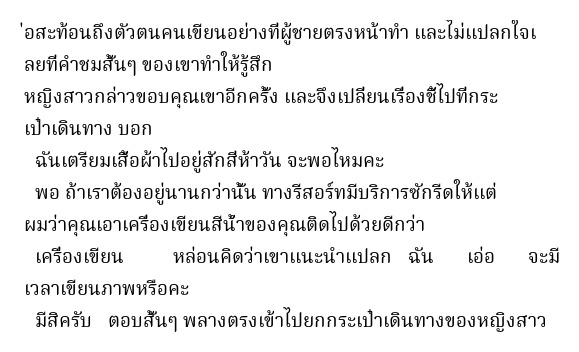 ่อสะท้อนถึงตัวตนคนเขียนอย่างที่ผู้ชายตรงหน้าทำ และไม่แปลกใจเ
ลยที่คำชมสั้นๆ ของเขาทำให้รู้สึก
หญิงสาวกล่าวขอบคุณเขาอีกครั้ง และจึงเปลี่ยนเรื่องชี้ไปที่กระ
เป๋าเดินทาง บอก
ฉันเตรียมเสื้อผ้าไปอยู่สักสี่ห้าวัน จะพอไหมคะ
พอ ถ้าเราต้องอยู่นานกว่านั้น ทางรีสอร์ทมีบริการซักรีดให้แต่
ผมว่าคุณเอาเครื่องเขียนสีน้ำของคุณติดไปด้วยดีกว่า
เครื่องเขียน หล่อนคิดว่าเขาแนะนำแปลก ฉัน เอ่อ จะมี
เวลาเขียนภาพหรือคะ
มีสิครับ ตอบสั้นๆ พลางตรงเข้าไปยกกระเป๋าเดินทางของหญิงสาว